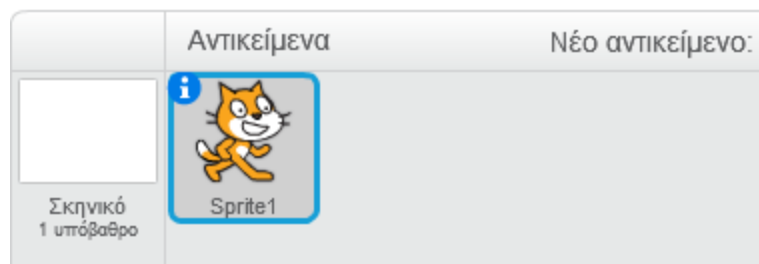 Αντικείμενα
Νέο αντικείμενο:
i
Sprite1
Σκηνικό
1 υπόβαθρο